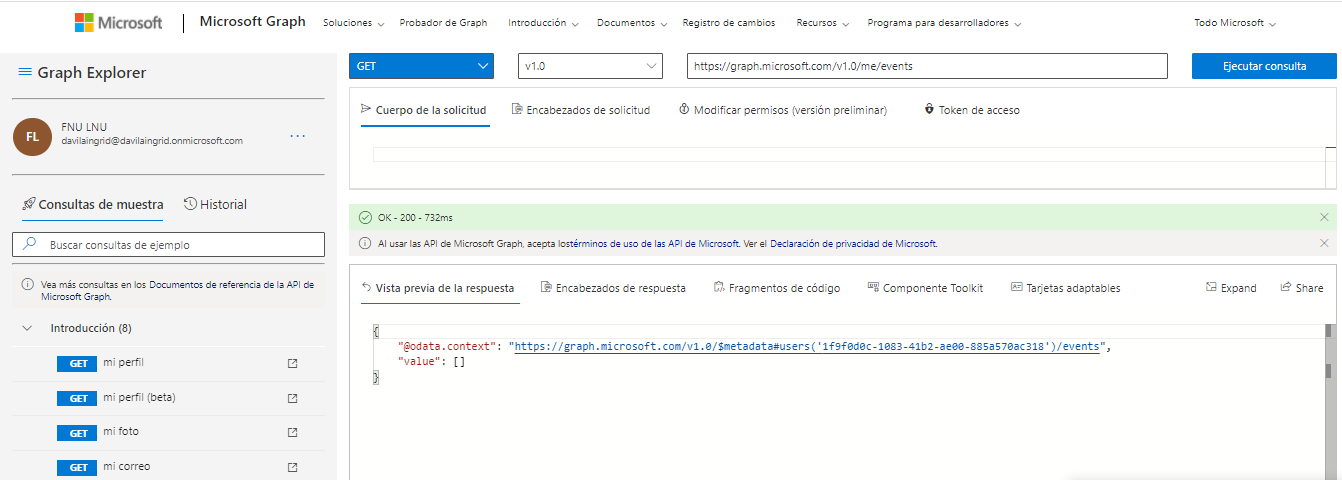 Microsoft Microsoft Graph Soluciones Probador de Graph Introducción Documentos Registro de cambios Recursos Programa para desarrolladores Todo Microsoft
Graph Explorer
GET v1.0 https://graph.microsoft.com/v1.0/me/events Ejecutar consulta
Cuerpo de la solicitud Encabezados de solicitud Modificar permisos (versión preliminar) Token de acceso
FL
FNU LNU
davilaingrid@davilaingrid.onmicrosoft.com
Consultas de muestra Historial
Buscar consultas de ejemplo
Vea más consultas en los Documentos de referencia de la API de
Microsoft Graph.
Introducción (8)
GET mi perfil
GET mi perfil (beta)
GET mi foto
GET mi correo
OK - 200 - 732ms
Al usar las API de Microsoft Graph, acepta lostérminos de uso de las API de Microsoft. Ver el Declaración de privacidad de Microsoft.
Vista previa de la respuesta Encabezados de respuesta Fragmentos de código Componente Toolkit Tarjetas adaptables Expand Share
{
"@odata.context": "https://graph.microsoft.com/v1.0/$metadata#users('1f9f0d0c-1083-41b2-ae00-885a570ac318')/events",
"value": []
}